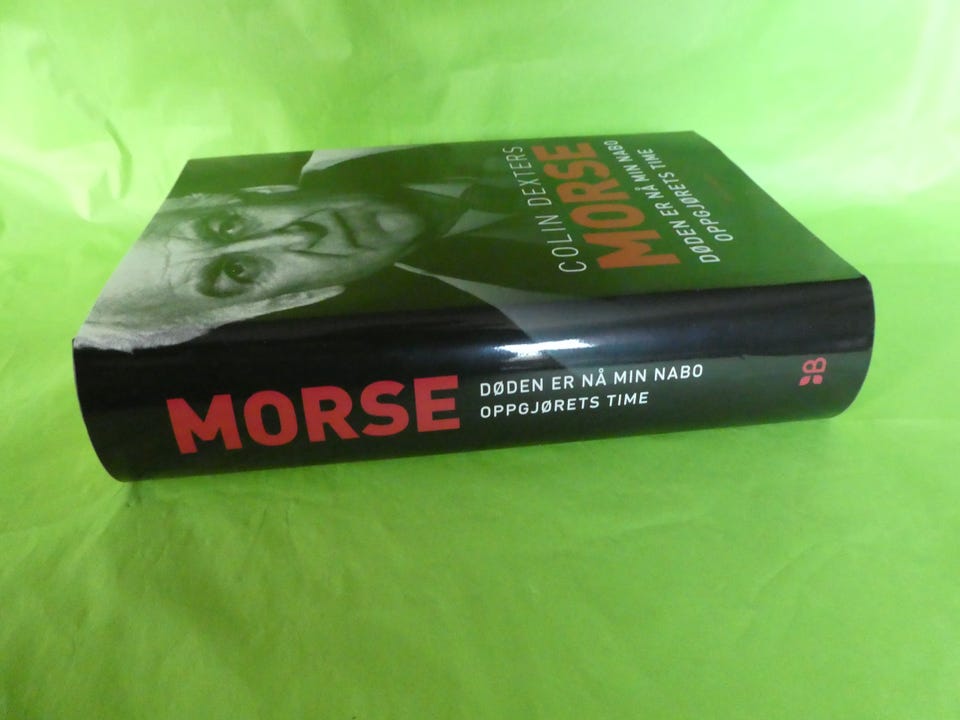 COLIN DEXTERS
MORSE
DØDEN ER NÅ MIN NABO
OPPGJØRETS TIME
MORSE
DØDEN ER NÅ MIN NABO
OPPGJØRETS TIME
B